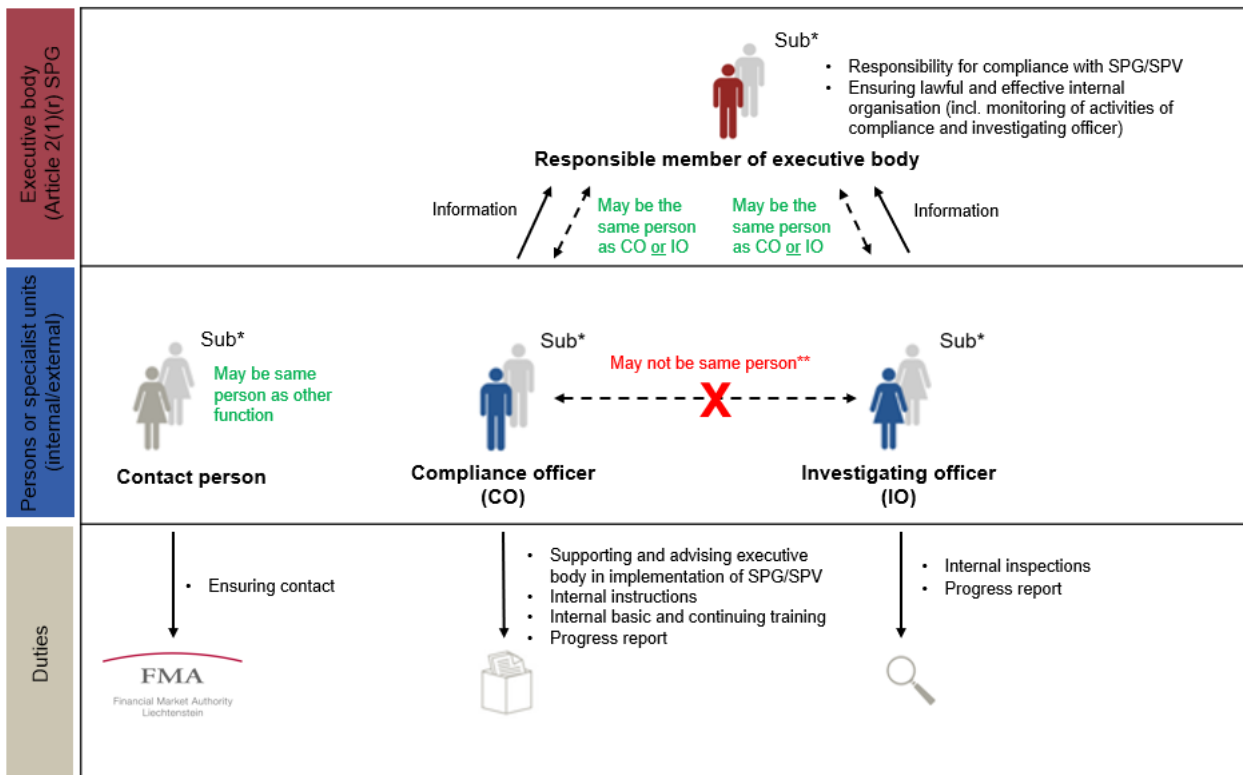 Executive body
(Article 2(1)(r) SPG
Sub*
• Responsibility for compliance with SPG/SPV
• Ensuring lawful and effective internal
organisation (incl. monitoring of activities of
compliance and investigating officer)
Responsible member of executive body
Information
May be the
same person
as CO or IO
May be the
same person
as CO or IO
Information
Persons or specialist units
(internal/external)
Sub*
May be same
person as other
function
Contact person
Sub*
Compliance officer
(CO)
May not be same person**
X
Sub*
Investigating officer
(IO)
Duties
• Ensuring contact
FMA
Financial Market Authority
Liechtenstein
• Supporting and advising executive
body in implementation of SPG/SPV
• Internal instructions
• Internal basic and continuing training
• Progress report
• Internal inspections
• Progress report